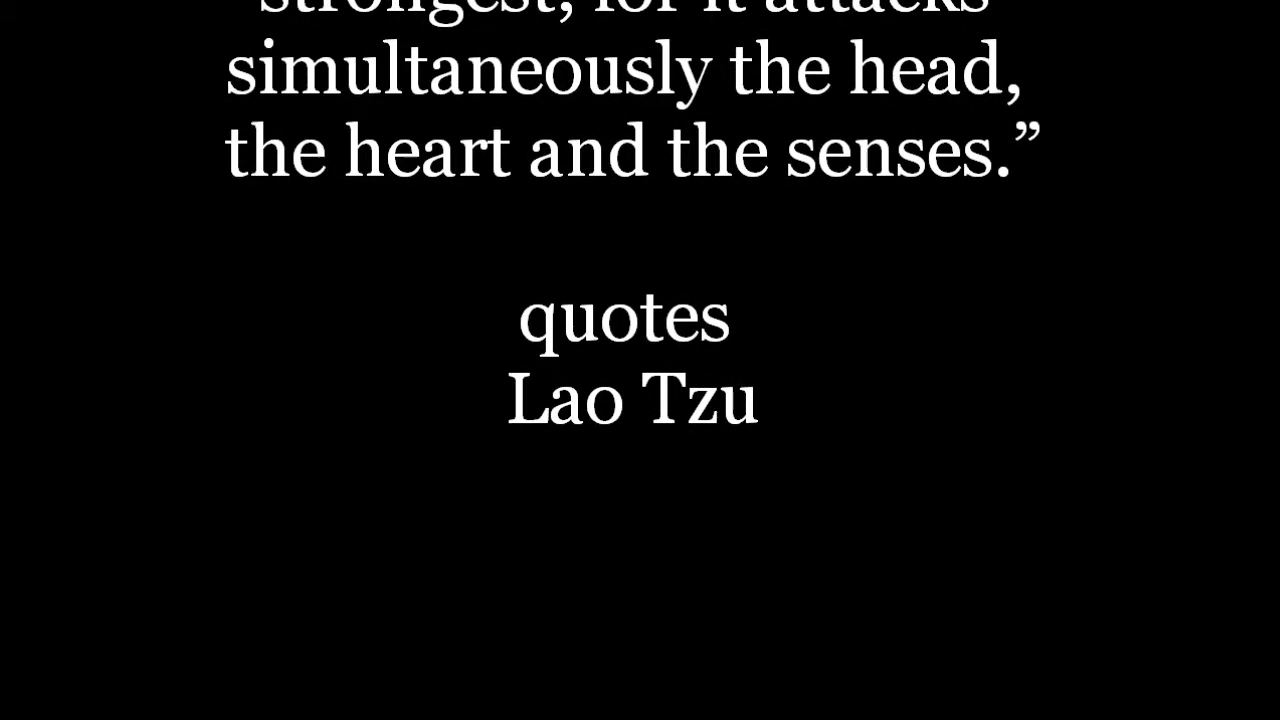 strongest, for it attacks
simultaneously the head,
the heart and the senses.”
quotes
Lao Tzu